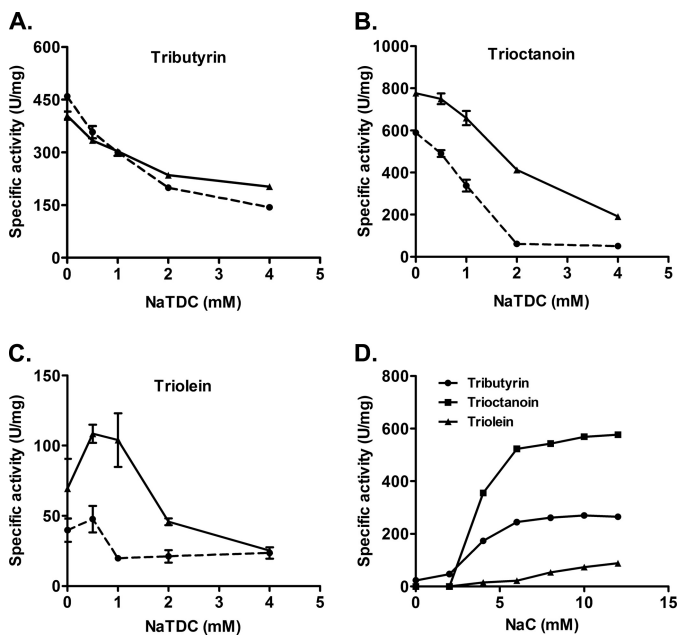 A.
Tributyrin
Specific activity (U/mg)
600
450
300
150
0
0 1 2 3 4 5
NaTDC (mM)
B.
Trioctanoin
Specific activity (U/mg)
1000
800
600
400
200
0
0 1 2 3 4 5
NaTDC (mM)
C.
Triolein
Specific activity (U/mg)
150
100
50
0
0 1 2 3 4 5
NaTDC (mM)
D.
Tributyrin
Trioctanoin
Triolein
Specific activity (U/mg)
800
600
400
200
0
0 5 10 15
NaC (mM)